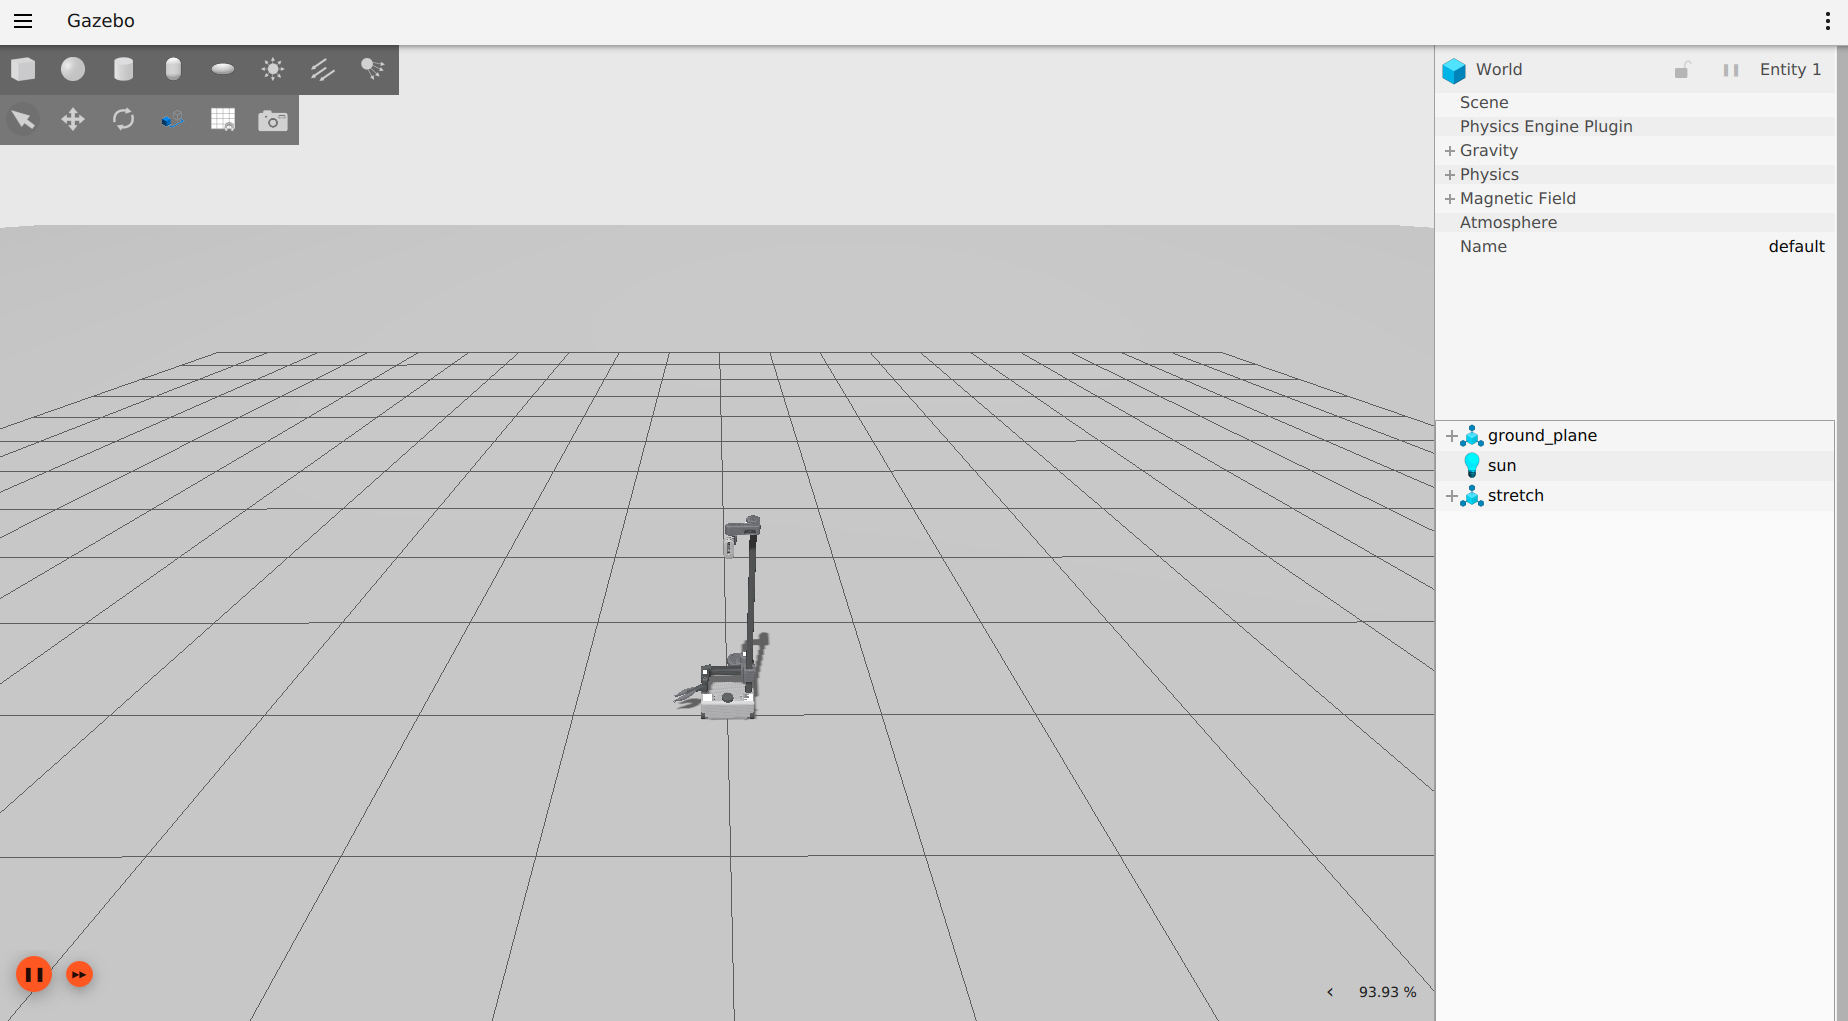 Gazebo
World Entity 1
Scene
Physics Engine Plugin
Gravity
Physics
Magnetic Field
Atmosphere
Name default
ground_plane
sun
stretch
93.93 %